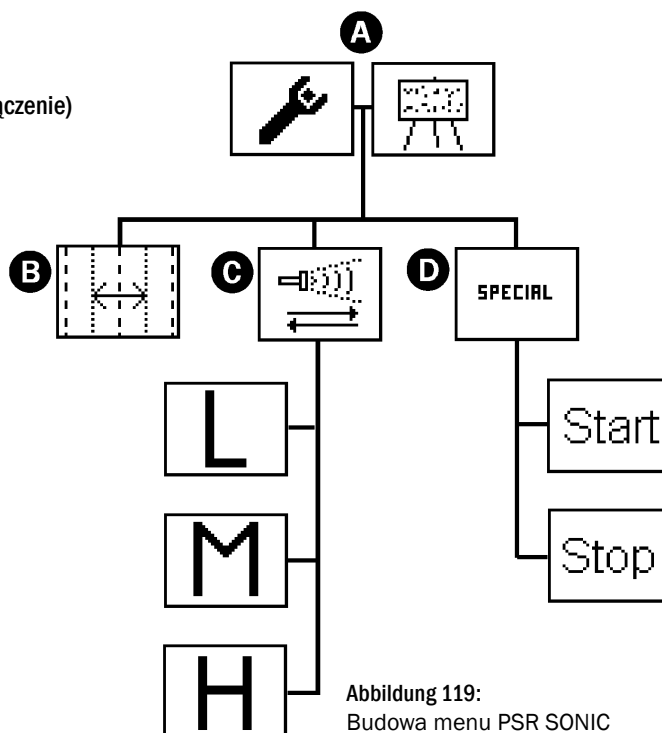 A
ączenie)
B
C
D
SPECIAL
L
Start
M
Stop
H
Abbildung 119:
Budowa menu PSR SONIC